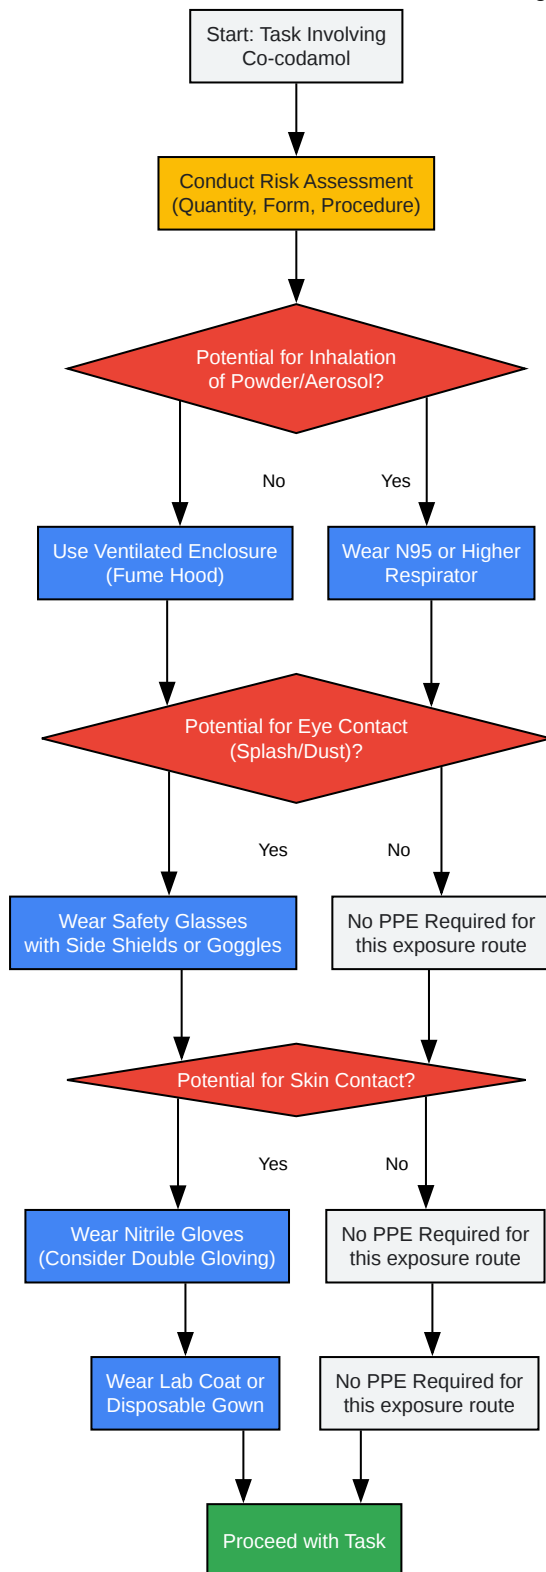 Start: Task Involving
Co-codamol
Conduct Risk Assessment
(Quantity, Form, Procedure)
Potential for Inhalation
of Powder/Aerosol?
No
Yes
Use Ventilated Enclosure
(Fume Hood)
Wear N95 or Higher
Respirator
Potential for Eye Contact
(Splash/Dust)?
Yes
No
Wear Safety Glasses
with Side Shields or Goggles
No PPE Required for
this exposure route
Potential for Skin Contact?
Yes
No
Wear Nitrile Gloves
(Consider Double Gloving)
No PPE Required for
this exposure route
Wear Lab Coat or
Disposable Gown
No PPE Required for
this exposure route
Proceed with Task